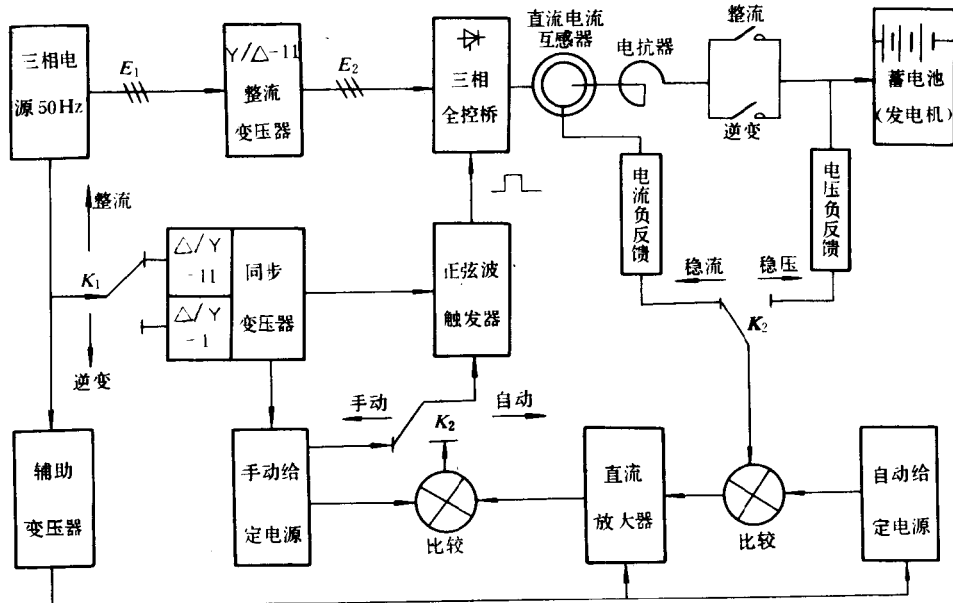 三相电
源50Hz
E₁
Y/△-11
整流
变压器
E₂
三相
全控桥
直流电流
互感器
电抗器
整流
逆变
蓄电池
(发电机)
电流负反馈
电压负反馈
整流
K₁
逆变
△/Y
-11
△/Y
-1
同步
变压器
正弦波
触发器
稳流
稳压
K₂
手动
自动
K₂
辅助
变压器
手动给
定电源
比较
直流
放大器
比较
自动给
定电源